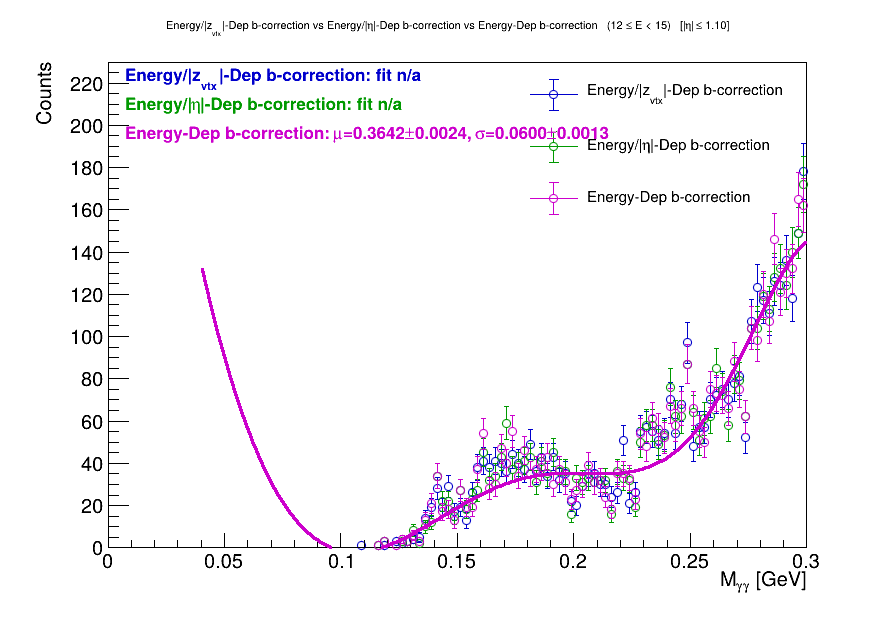 Energy/|z_vtx|-Dep b-correction vs Energy/|η|-Dep b-correction vs Energy-Dep b-correction (12 ≤ E < 15) [|η| ≤ 1.10]
Counts
Energy/|z_vtx|-Dep b-correction: fit n/a
Energy/|η|-Dep b-correction: fit n/a
Energy-Dep b-correction: μ=0.3642±0.0024, σ=0.0600±0.0013
Energy/|z_vtx|-Dep b-correction
Energy/|η|-Dep b-correction
Energy-Dep b-correction
220
200
180
160
140
120
100
80
60
40
20
0
0 0.05 0.1 0.15 0.2 0.25 0.3
M_γγ [GeV]